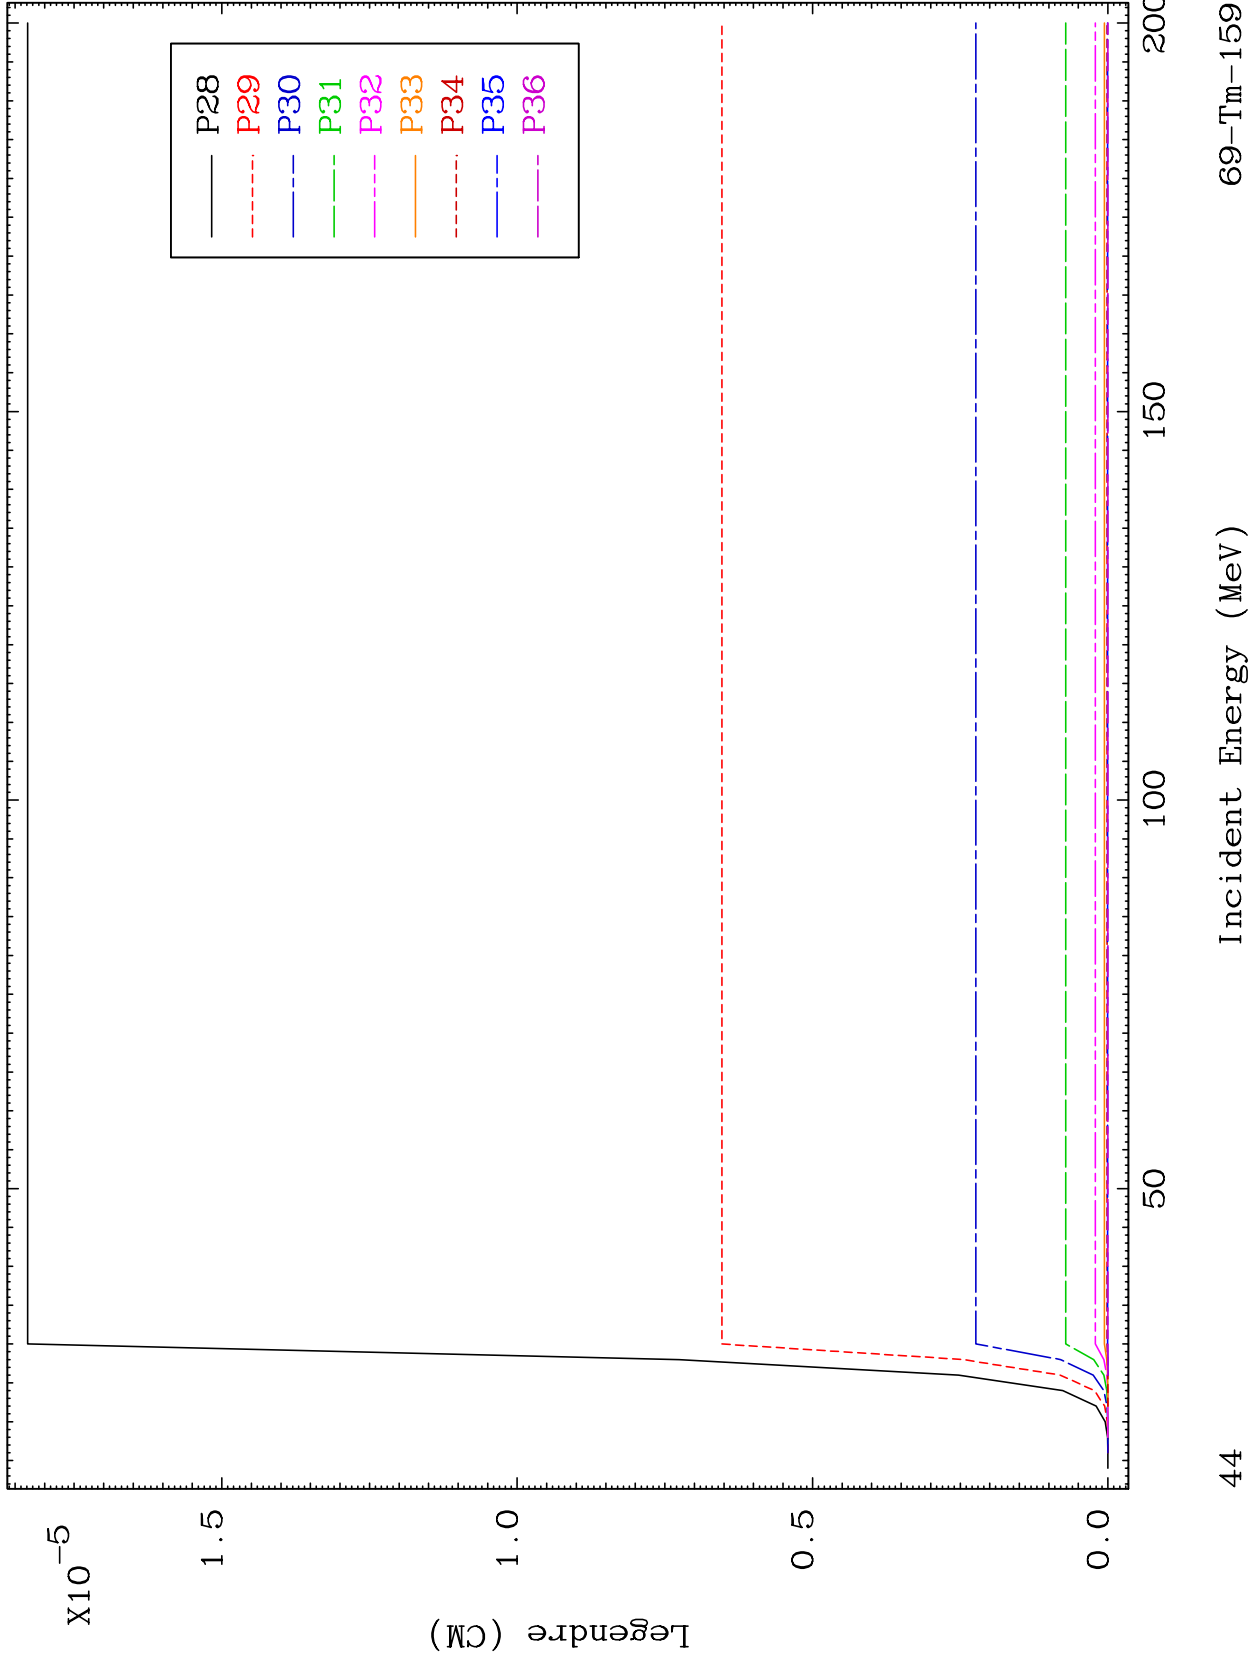 X10-5
1.5
1.0
0.5
0.0
Legendre (CM)
P28
P29
P30
P31
P32
P33
P34
P35
P36
50
100
150
200
Incident Energy (MeV)
44
69-Tm-159